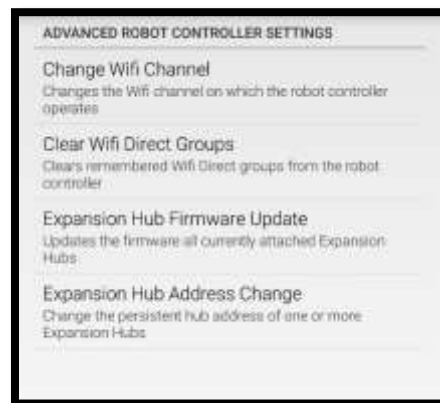 ADVANCED ROBOT CONTROLLER SETTINGS
Change Wifi Channel
Changes the Wifi channel on which the robot controller
operates
Clear Wifi Direct Groups
Clears remembered Wifi Direct groups from the robot
controller
Expansion Hub Firmware Update
Updates the firmware all currently attached Expansion
Hubs
Expansion Hub Address Change
Change the persistent hub address of one or more
Expansion Hubs